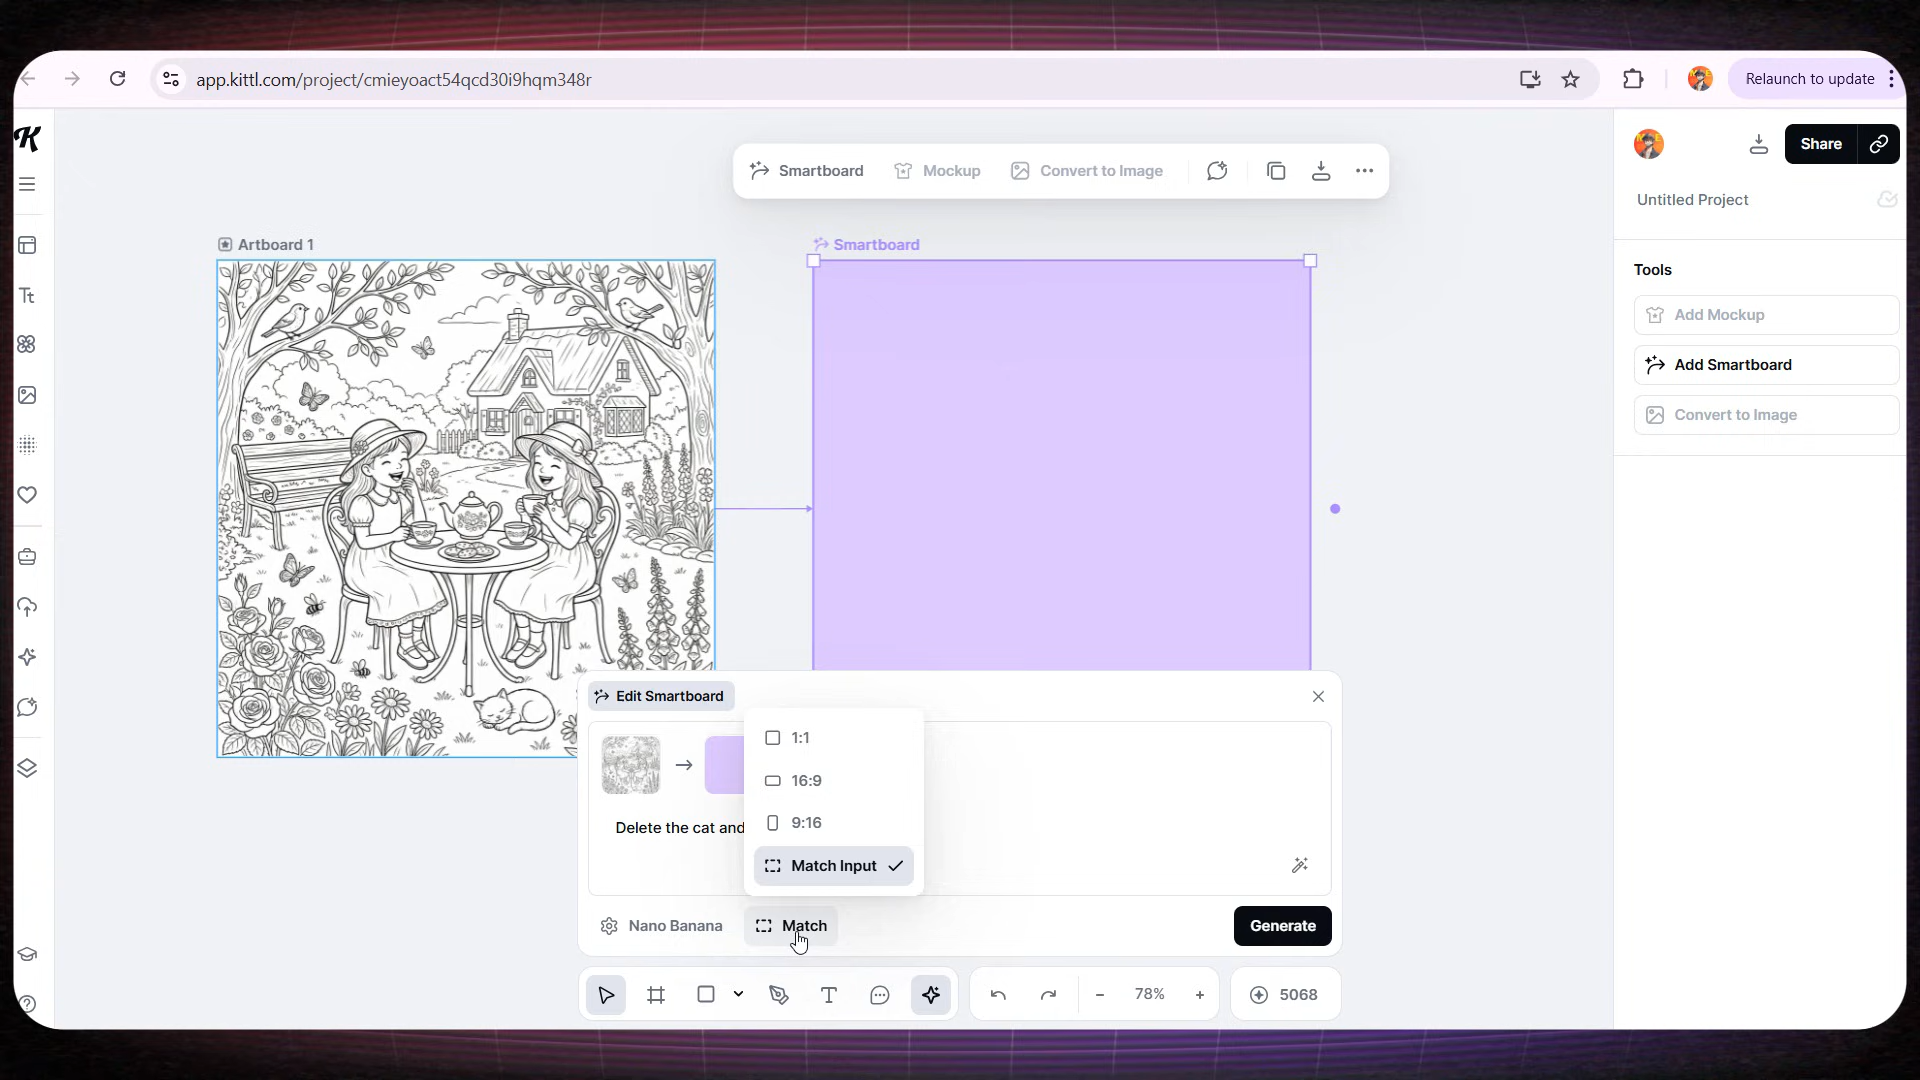 app.kittl.com/project/cmieyoact54qcd30i9hqm348r
Relaunch to update
Smartboard
Mockup
Convert to Image
Share
Untitled Project
Artboard 1
Smartboard
Tools
Add Mockup
Add Smartboard
Convert to Image
Tt
Edit Smartboard
1:1
16:9
9:16
Match Input
Delete the cat and
Nano Banana
Match
Generate
78%
5068